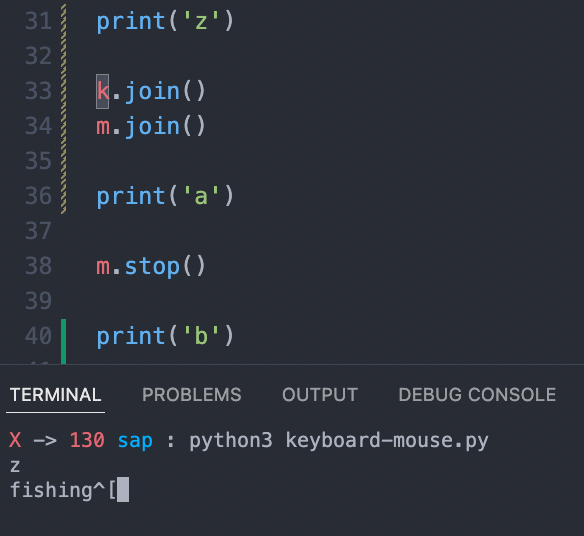 31 print('z')
32
33 k.join()
34 m.join()
35
36 print('a')
37
38 m.stop()
39
40 print('b')
TERMINAL PROBLEMS OUTPUT DEBUG CONSOLE
X -> 130 sap : python3 keyboard-mouse.py
z
fishing^[